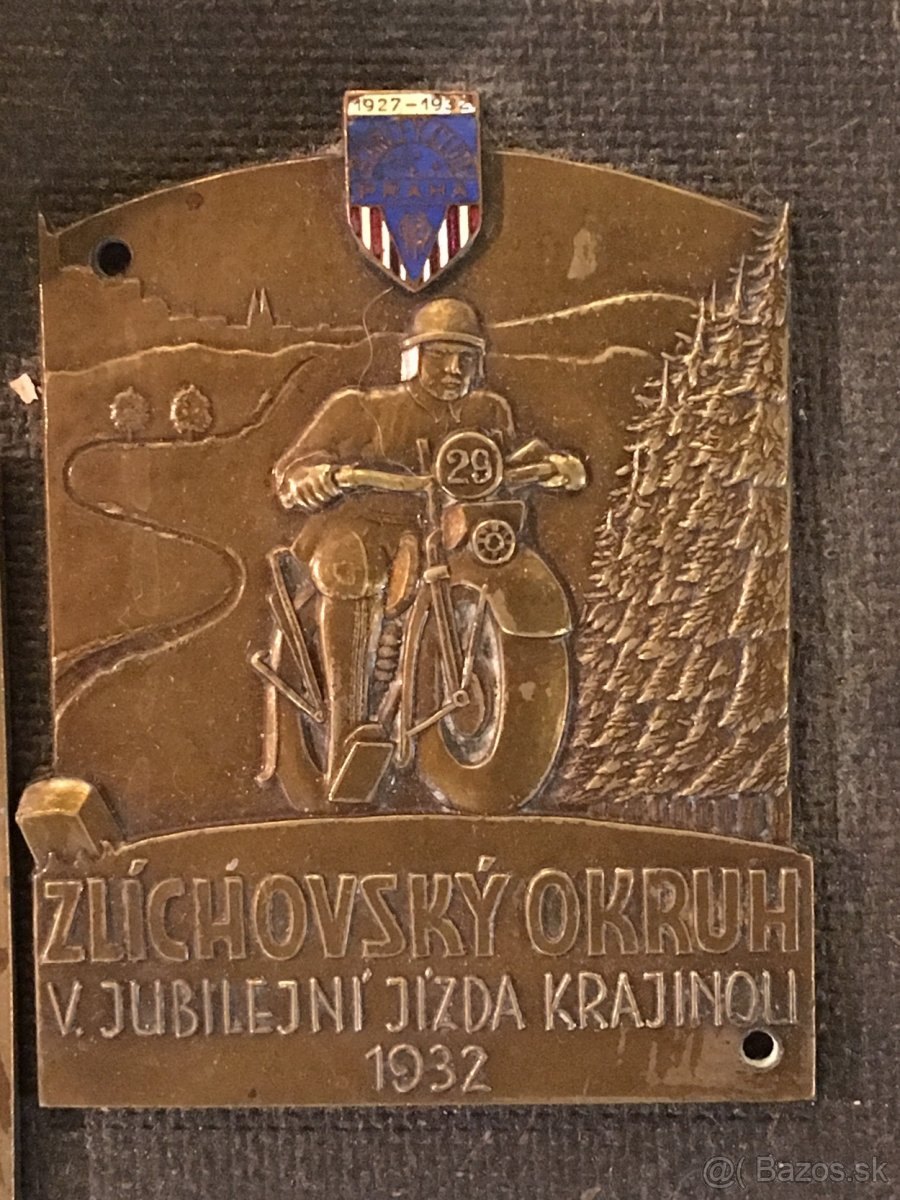 1927-1932
PRAHA
29
ZLÍCHOVSKÝ OKRUH
V. JUBILEJNÍ JÍZDA KRAJINOU
1932
@( Bazos.sk